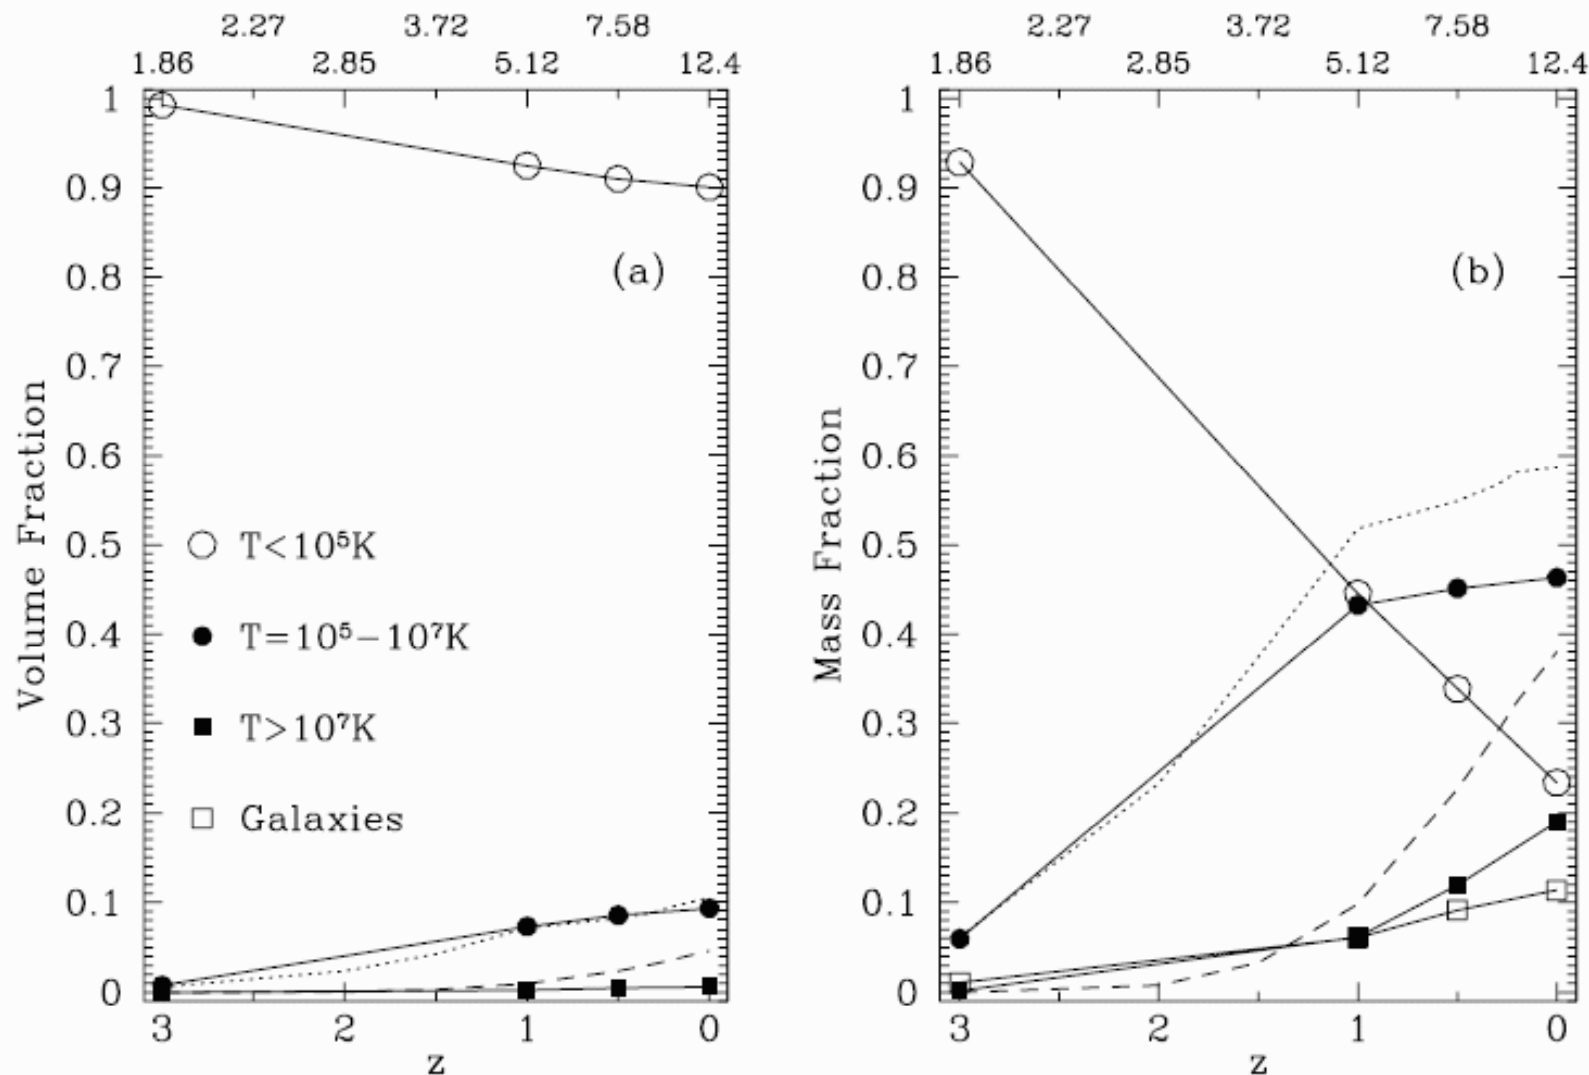 2.27 3.72 7.58
1.86 2.85 5.12 12.4
1
0.9
0.8
0.7
0.6
0.5
0.4
0.3
0.2
0.1
0
Volume Fraction
(a)
T<10⁵K
T=10⁵−10⁷K
T>10⁷K
Galaxies
3 2 1 0
z
2.27 3.72 7.58
1.86 2.85 5.12 12.4
1
0.9
0.8
0.7
0.6
0.5
0.4
0.3
0.2
0.1
0
Mass Fraction
(b)
3 2 1 0
z